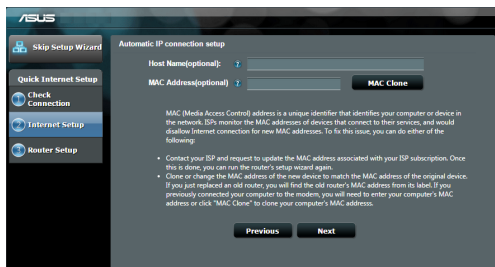 ASUS
Skip Setup Wizard
Quick Internet Setup
1 Check
Connection
2 Internet Setup
3 Router Setup
Automatic IP connection setup
Host Name(optional): ?
MAC Address(optional) ? MAC Clone
MAC (Media Access Control) address is a unique identifier that identifies your computer or device in
the network. ISPs monitor the MAC addresses of devices that connect to their services, and would
disallow Internet connection for new MAC addresses. To fix this issue, you can do either of the
following:
• Contact your ISP and request to update the MAC address associated with your ISP subscription. Once
this is done, you can run the router's setup wizard again.
• Clone or change the MAC address of the new device to match the MAC address of the original device.
If you just replaced an old router, you will find the old router's MAC address from its label. If you
previously connected your computer to the modem, you will need to enter your computer's MAC
address or click "MAC Clone" to clone your computer's MAC addresss.
Previous Next